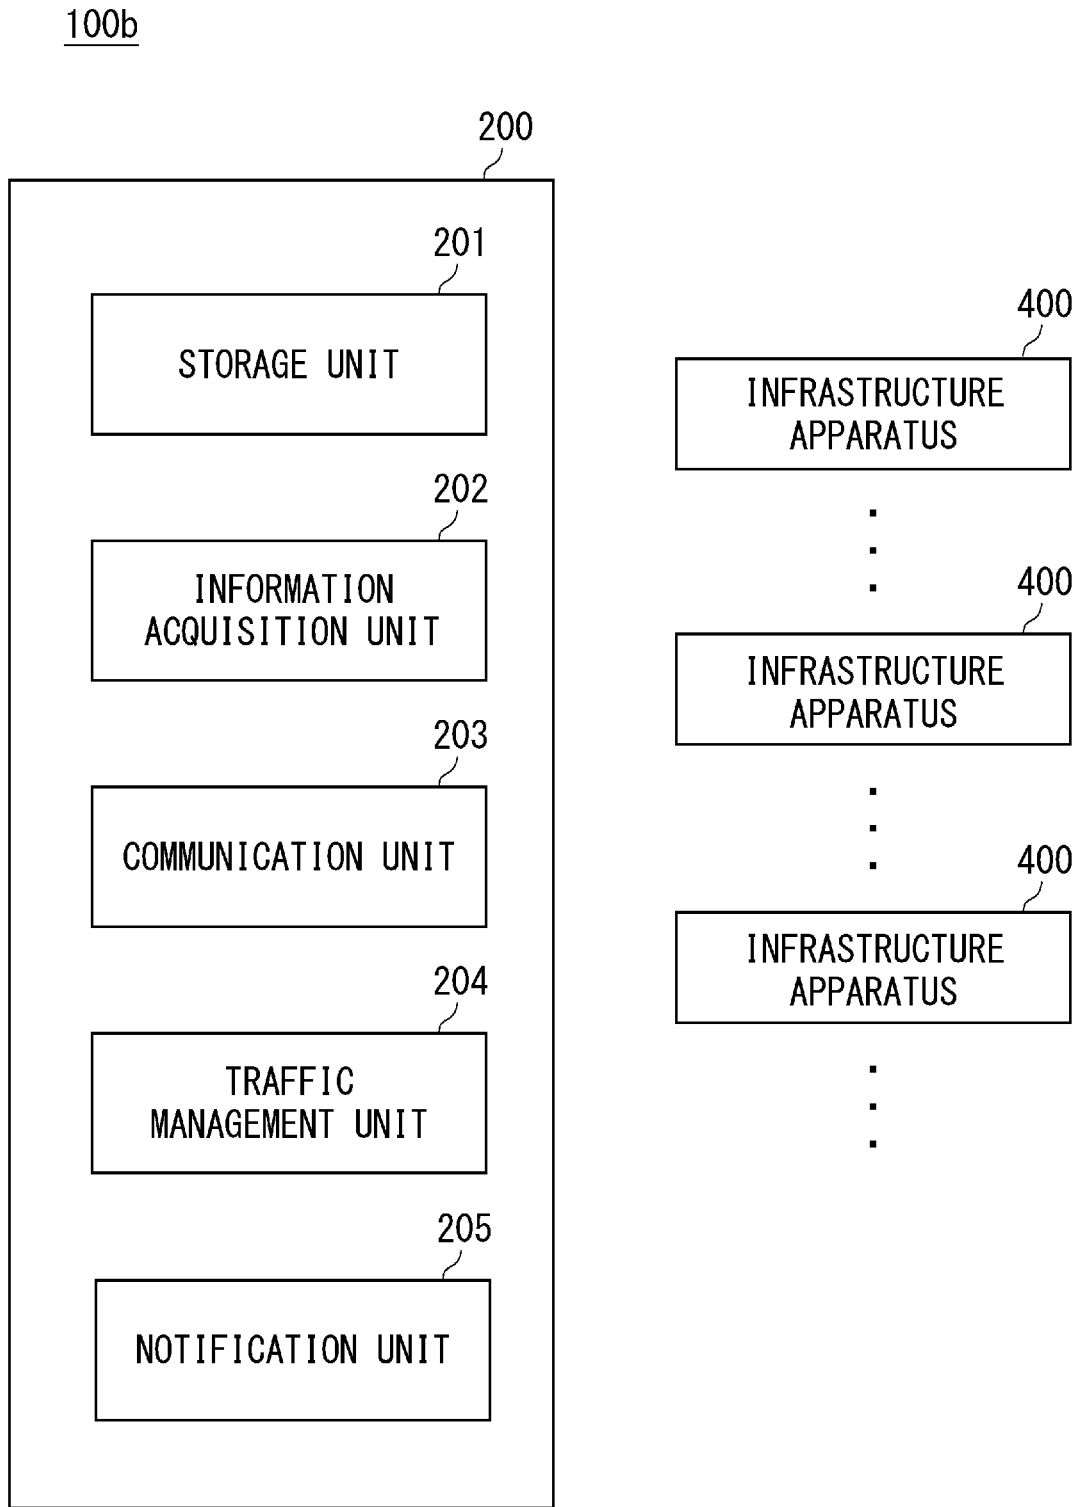 100b
200
201
STORAGE UNIT
202
INFORMATION
ACQUISITION UNIT
203
COMMUNICATION UNIT
204
TRAFFIC
MANAGEMENT UNIT
205
NOTIFICATION UNIT
400
INFRASTRUCTURE
APPARATUS
400
INFRASTRUCTURE
APPARATUS
400
INFRASTRUCTURE
APPARATUS